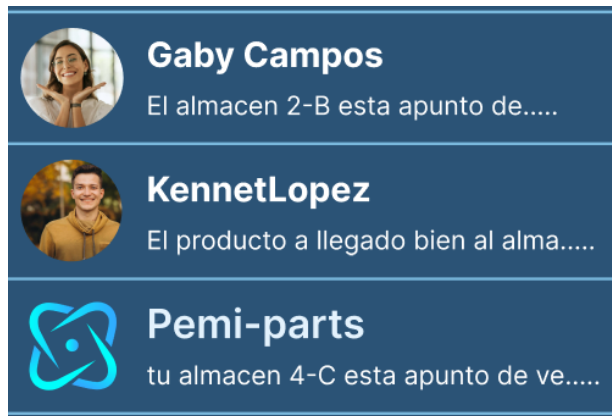 Gaby Campos
El almacen 2-B esta apunto de.....
KennetLopez
El producto a llegado bien al alma.....
Pemi-parts
tu almacen 4-C esta apunto de ve.....